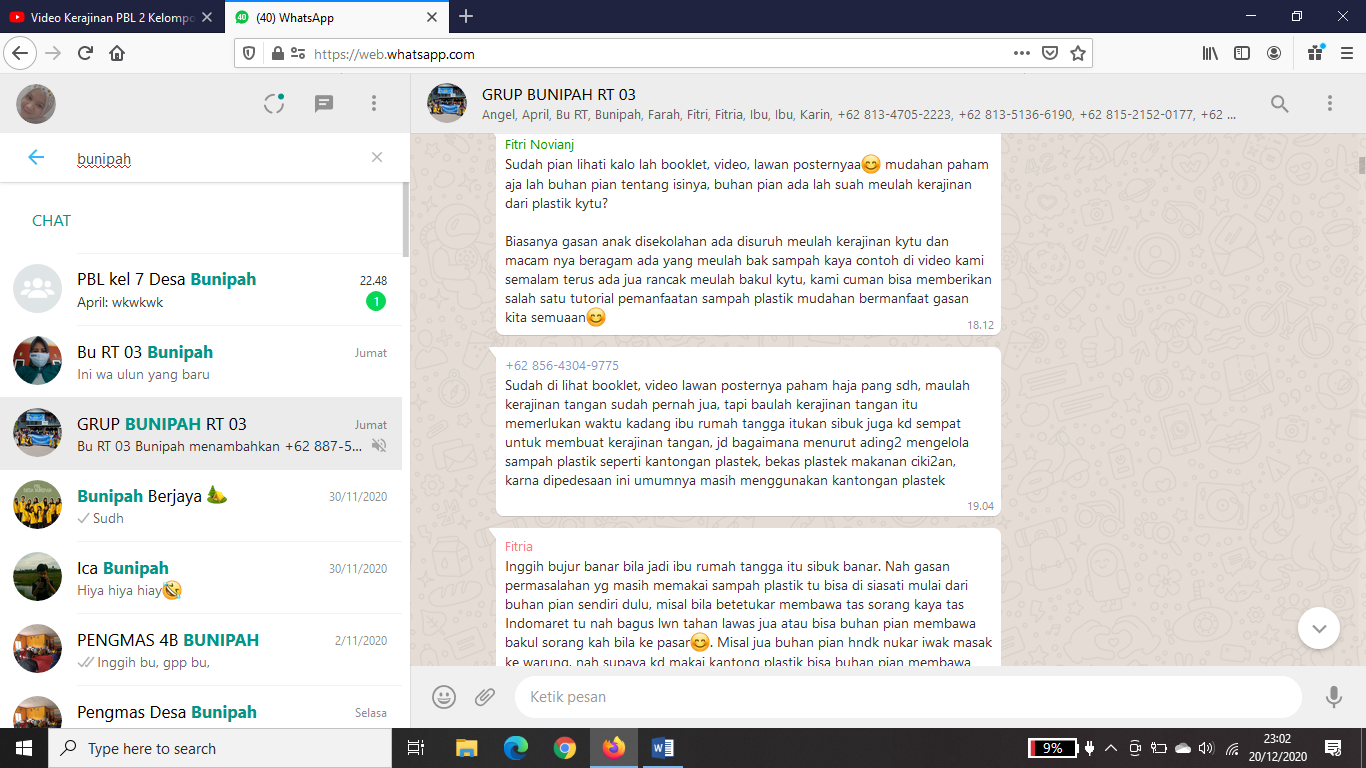 Video Kerajinan PBL 2 Kelompo
(40) WhatsApp
https://web.whatsapp.com
GRUP BUNIPAH RT 03
Angel, April, Bu RT, Bunipah, Farah, Fitri, Fitria, Ibu, Ibu, Karin, +62 813-4705-2223, +62 813-5136-6190, +62 815-2152-0177, +62 ...
bunipah
CHAT
PBL kel 7 Desa Bunipah
22.48
April: wkwkwk
1
Bu RT 03 Bunipah
Jumat
Ini wa ulun yang baru
GRUP BUNIPAH RT 03
Jumat
Bu RT 03 Bunipah menambahkan +62 887-5...
Bunipah Berjaya
30/11/2020
Sudh
Ica Bunipah
30/11/2020
Hiya hiya hiay
PENGMAS 4B BUNIPAH
2/11/2020
Inggih bu, gpp bu,
Pengmas Desa Bunipah
Selasa
Fitri Novianj
Sudah pian lihati kalo lah booklet, video, lawan posternyaa😊 mudahan paham
aja lah buhan pian tentang isinya, buhan pian ada lah suah meulah kerajinan
dari plastik kytu?
Biasanya gasan anak disekolahan ada disuruh meulah kerajinan kytu dan
macam nya beragam ada yang meulah bak sampah kaya contoh di video kami
semalam terus ada jua rancak meulah bakul kytu, kami cuman bisa memberikan
salah satu tutorial pemanfaatan sampah plastik mudahan bermanfaat gasan
kita semuaan😊
18.12
+62 856-4304-9775
Sudah di lihat booklet, video lawan posternya paham haja pang sdh, maulah
kerajinan tangan sudah pernah jua, tapi baulah kerajinan tangan itu
memerlukan waktu kadang ibu rumah tangga itukan sibuk juga kd sempat
untuk membuat kerajinan tangan, jd bagaimana menurut ading2 mengelola
sampah plastik seperti kantongan plastek, bekas plastek makanan ciki2an,
karna dipedesaan ini umumnya masih menggunakan kantongan plastek
19.04
Fitria
Inggih bujur banar bila jadi ibu rumah tangga itu sibuk banar. Nah gasan
permasalahan yg masih memakai sampah plastik tu bisa di siasati mulai dari
buhan pian sendiri dulu, misal bila betetukar membawa tas sorang kaya tas
Indomaret tu nah bagus lwn tahan lawas jua atau bisa buhan pian membawa
bakul sorang kah bila ke pasar😊. Misal jua buhan pian hndk nukar iwak masak
ke warung, nah supaya kd makai kantong plastik bisa buhan pian membawa
Ketik pesan
Type here to search
9%
23:02
20/12/2020